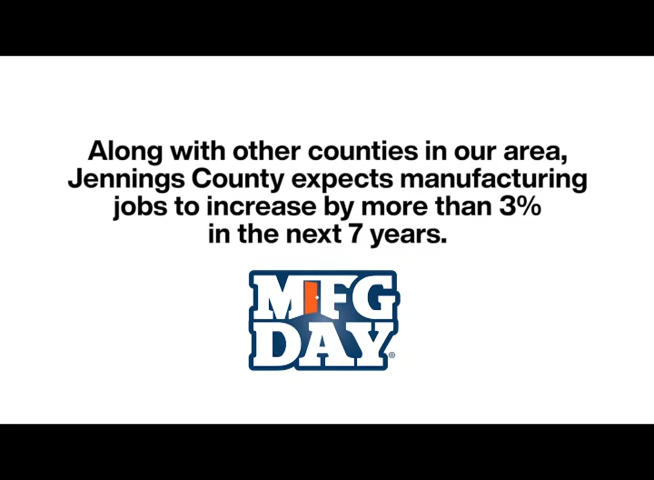 Along with other counties in our area,
Jennings County expects manufacturing
jobs to increase by more than 3%
in the next 7 years.
MFG
DAY®